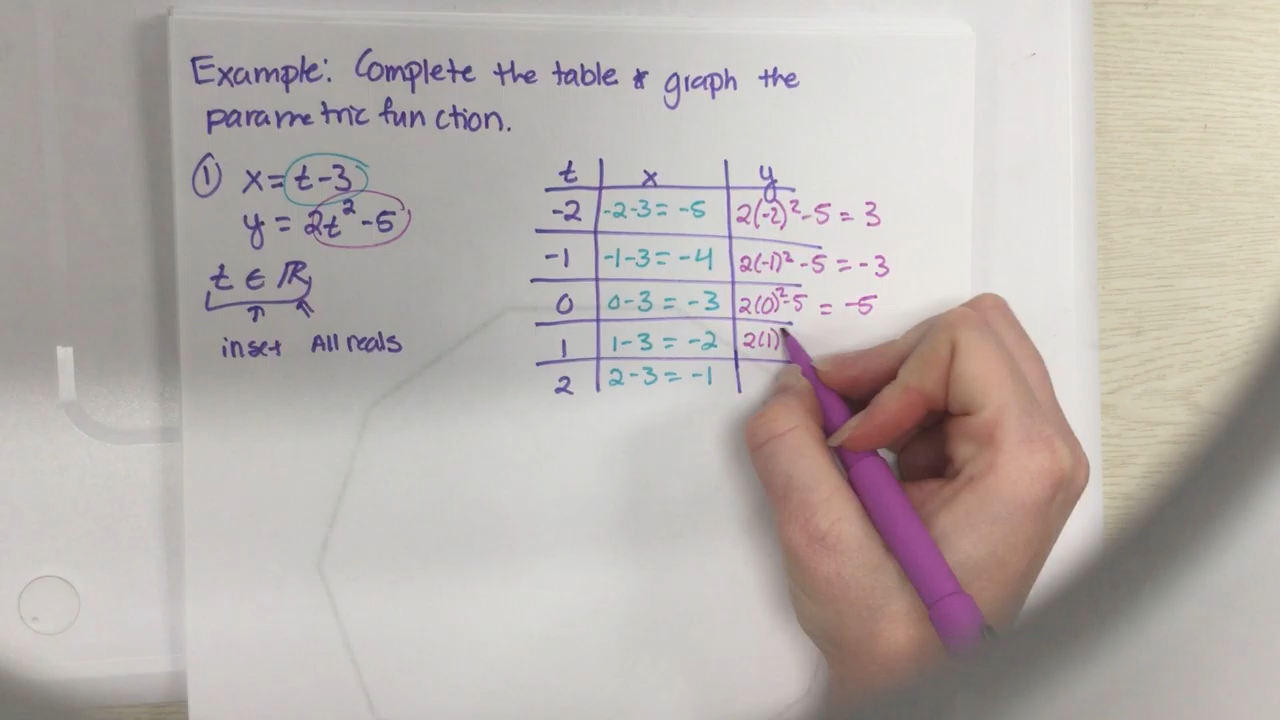 Example: Complete the table & graph the
parametric function.
① x = t-3
y = 2t²-5
t ∈ ℝ
↑ ↖
in set All reals
t x y
-2 -2-3 = -5 2(-2)²-5 = 3
-1 -1-3 = -4 2(-1)²-5 = -3
0 0-3 = -3 2(0)²-5 = -5
1 1-3 = -2 2(1)
2 2-3 = -1